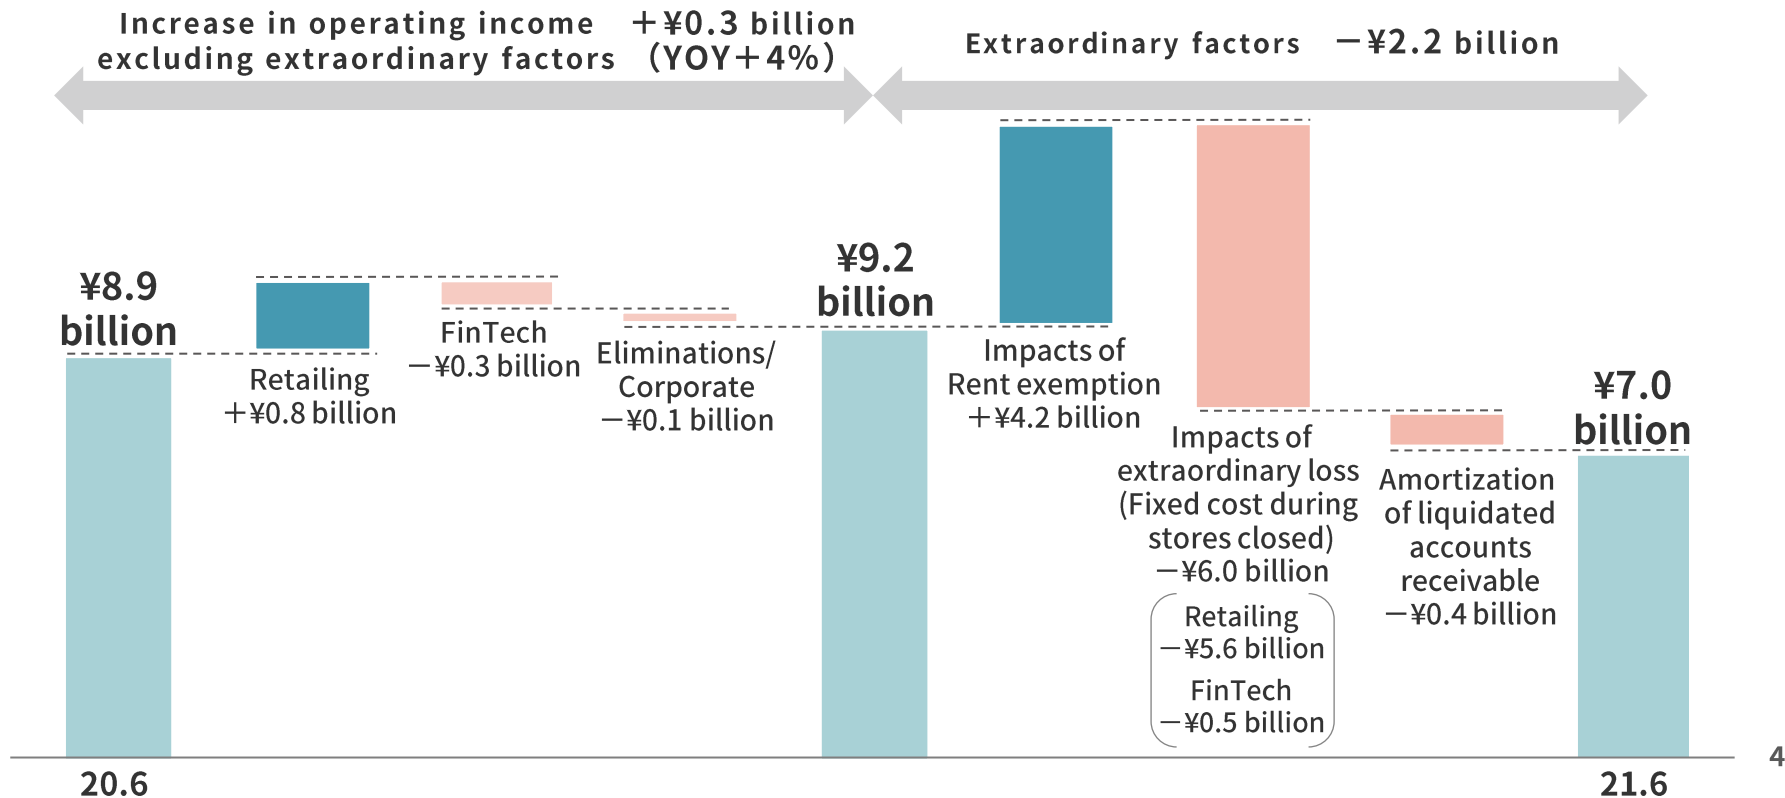 Increase in operating income
excluding extraordinary factors
＋¥0.3 billion
（YOY＋4%）
Extraordinary factors －¥2.2 billion
¥8.9
billion
Retailing
＋¥0.8 billion
FinTech
－¥0.3 billion
Eliminations/
Corporate
－¥0.1 billion
¥9.2
billion
Impacts of
Rent exemption
＋¥4.2 billion
Impacts of
extraordinary loss
(Fixed cost during
stores closed)
－¥6.0 billion
Retailing
－¥5.6 billion
FinTech
－¥0.5 billion
Amortization
of liquidated
accounts
receivable
－¥0.4 billion
¥7.0
billion
20.6
21.6
4